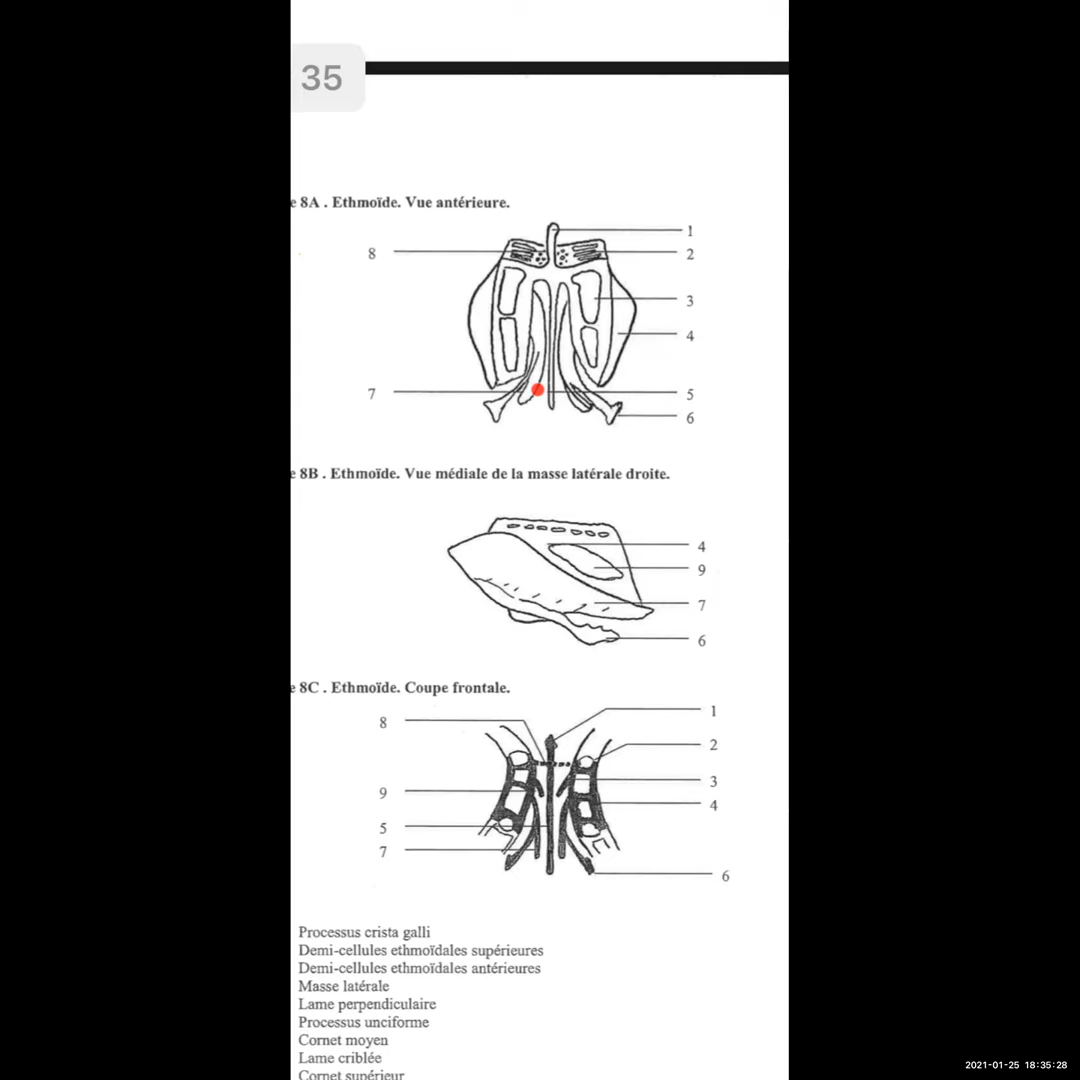 35
e 8A . Ethmoïde. Vue antérieure.
1
8
2
3
4
7
5
6
e 8B . Ethmoïde. Vue médiale de la masse latérale droite.
4
9
7
6
e 8C . Ethmoïde. Coupe frontale.
1
8
2
3
9
4
5
7
6
Processus crista galli
Demi-cellules ethmoïdales supérieures
Demi-cellules ethmoïdales antérieures
Masse latérale
Lame perpendiculaire
Processus unciforme
Cornet moyen
Lame criblée
Cornet supérieur
2021-01-25 18:35:28